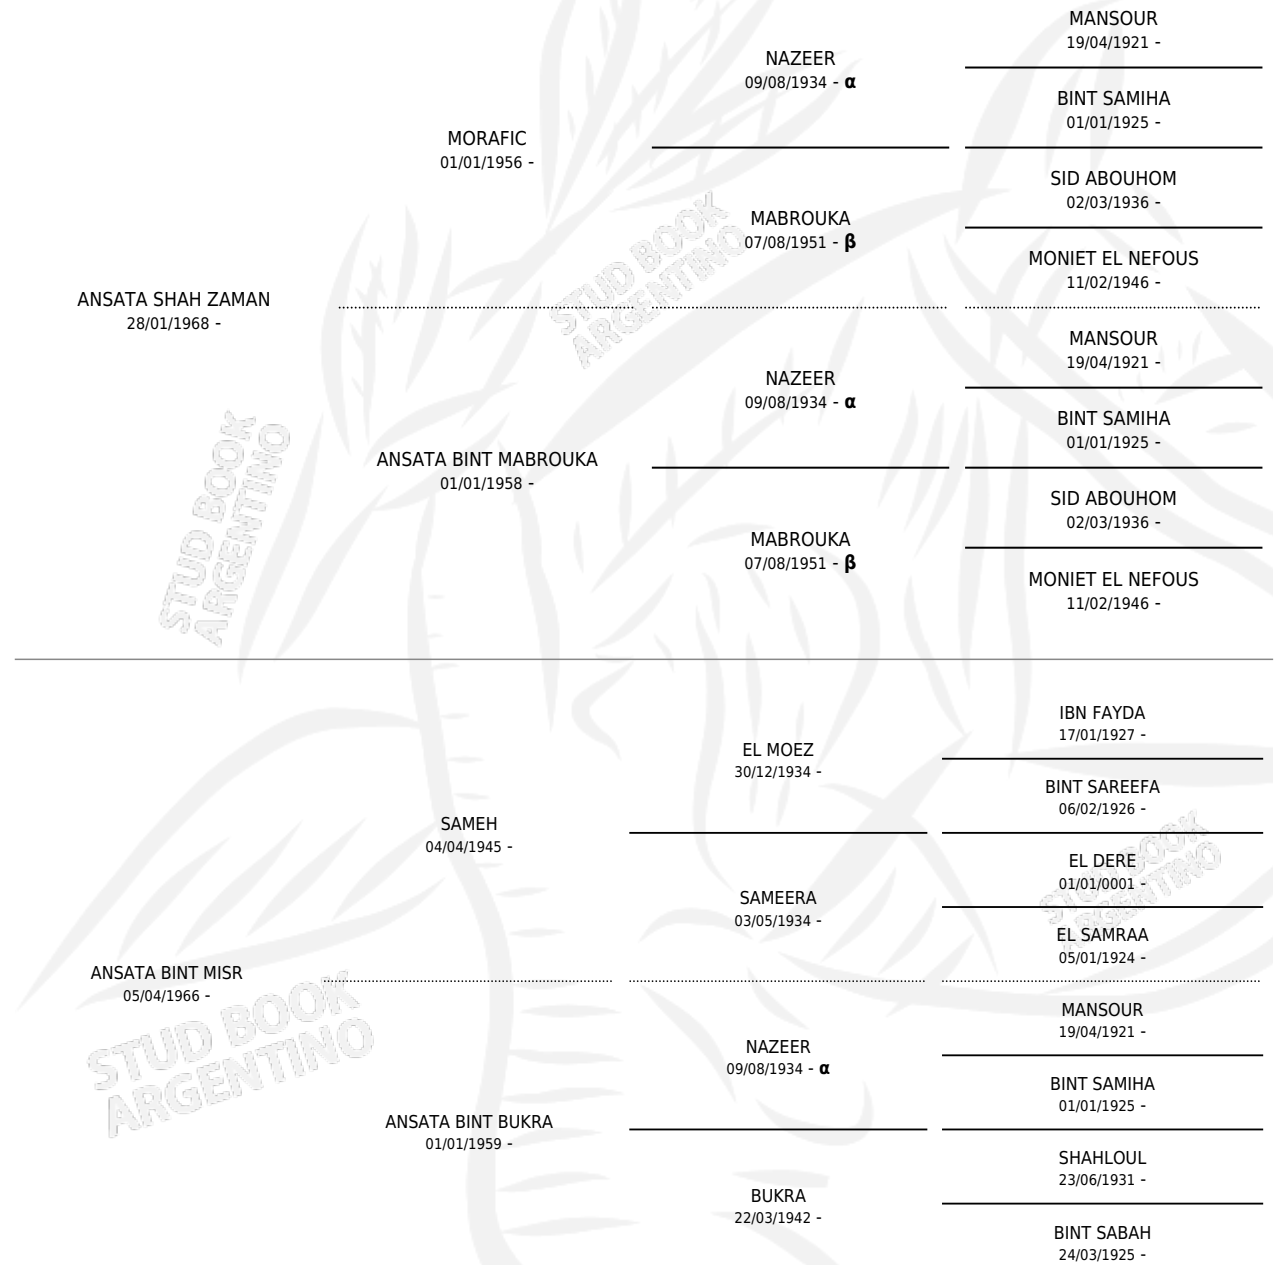 MANSOUR
19/04/1921 -
NAZEER
09/08/1934 - α
BINT SAMIHA
01/01/1925 -
MORAFIC
01/01/1956 -
SID ABOUHOM
02/03/1936 -
MABROUKA
07/08/1951 - β
MONIET EL NEFOUS
11/02/1946 -
ANSATA SHAH ZAMAN
28/01/1968 -
MANSOUR
19/04/1921 -
NAZEER
09/08/1934 - α
BINT SAMIHA
01/01/1925 -
ANSATA BINT MABROUKA
01/01/1958 -
SID ABOUHOM
02/03/1936 -
MABROUKA
07/08/1951 - β
MONIET EL NEFOUS
11/02/1946 -
STUD BOOK
ARGENTINO
STUD BOOK
ARGENTINO
IBN FAYDA
17/01/1927 -
EL MOEZ
30/12/1934 -
BINT SAREEFA
06/02/1926 -
SAMEH
04/04/1945 -
EL DERE
01/01/0001 -
SAMEERA
03/05/1934 -
EL SAMRAA
05/01/1924 -
ANSATA BINT MISR
05/04/1966 -
MANSOUR
19/04/1921 -
NAZEER
09/08/1934 - α
BINT SAMIHA
01/01/1925 -
ANSATA BINT BUKRA
01/01/1959 -
SHAHLOUL
23/06/1931 -
BUKRA
22/03/1942 -
BINT SABAH
24/03/1925 -
STUD BOOK
ARGENTINO
STUD BOOK
ARGENTINO